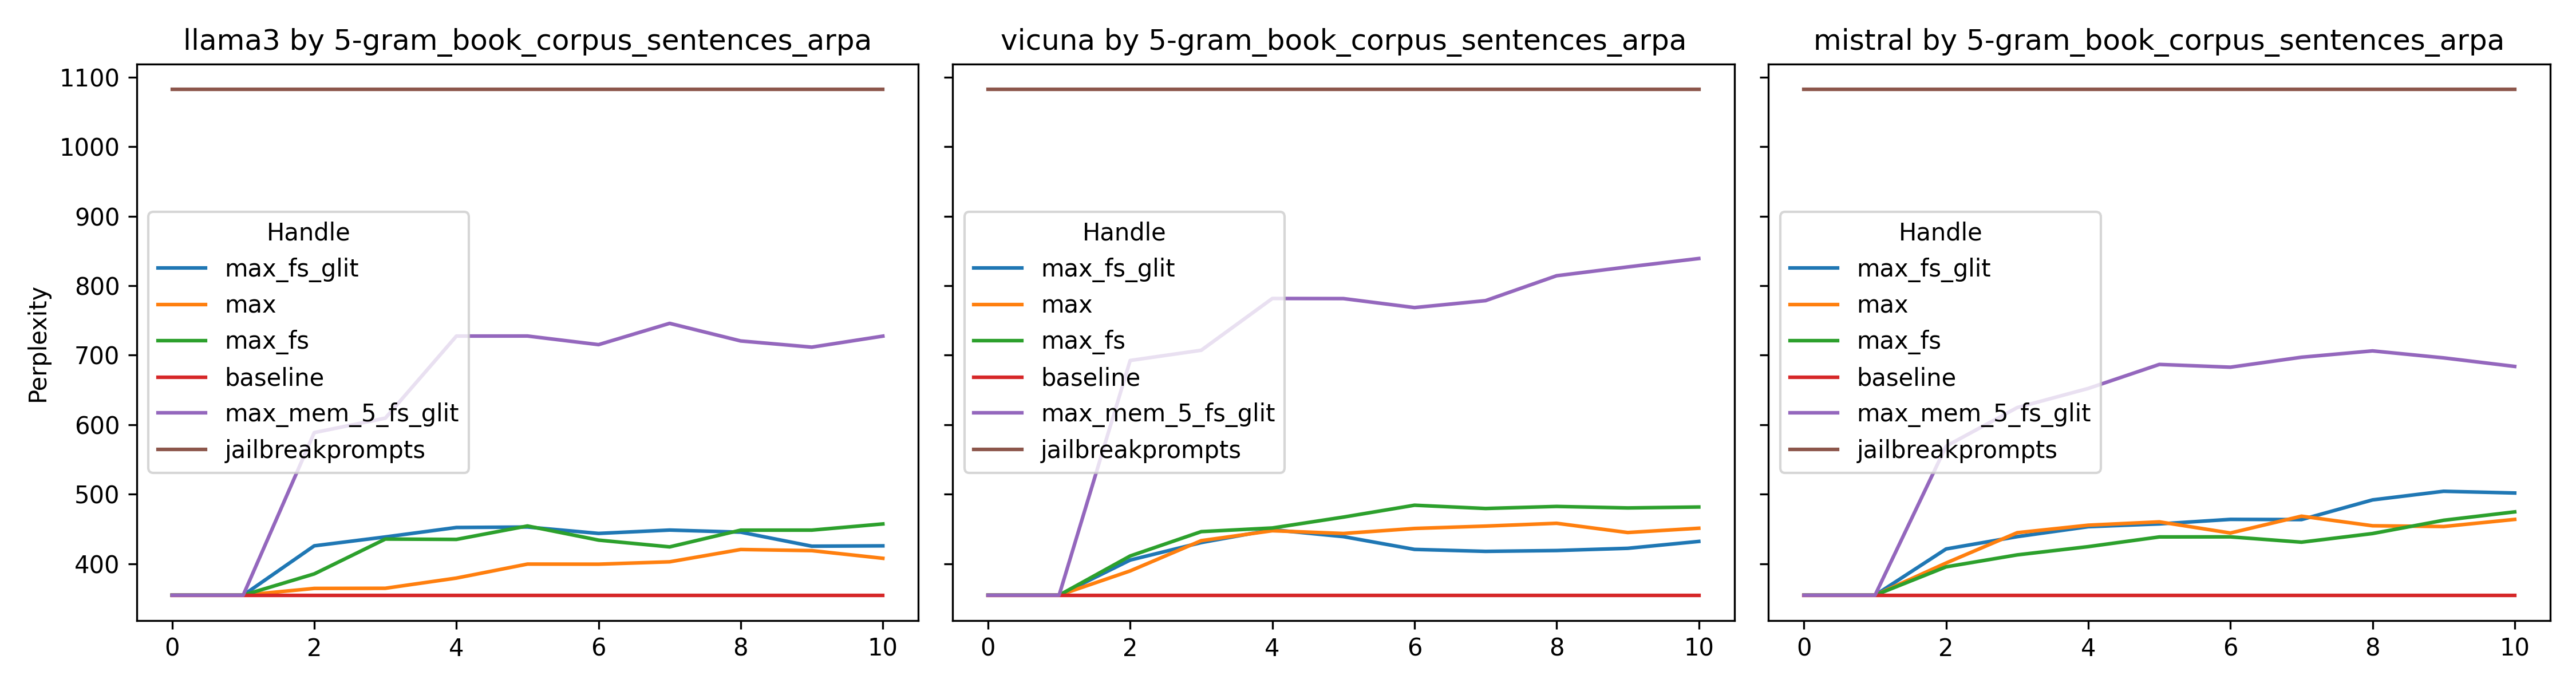 llama3 by 5-gram_book_corpus_sentences_arpa
Perplexity
1100
1000
900
800
700
600
500
400
Handle
max_fs_glit
max
max_fs
baseline
max_mem_5_fs_glit
jailbreakprompts
0 2 4 6 8 10
vicuna by 5-gram_book_corpus_sentences_arpa
Handle
max_fs_glit
max
max_fs
baseline
max_mem_5_fs_glit
jailbreakprompts
0 2 4 6 8 10
mistral by 5-gram_book_corpus_sentences_arpa
Handle
max_fs_glit
max
max_fs
baseline
max_mem_5_fs_glit
jailbreakprompts
0 2 4 6 8 10